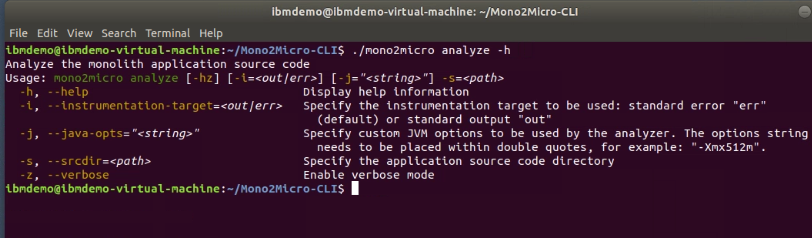 ibmdemo@ibmdemo-virtual-machine: ~/Mono2Micro-CLI
File Edit View Search Terminal Help
ibmdemo@ibmdemo-virtual-machine:~/Mono2Micro-CLI$ ./mono2micro analyze -h
Analyze the monolith application source code
Usage: mono2micro analyze [-hz] [-i=<out|err>] [-j="<string>"] -s=<path>
-h, --help Display help information
-i, --instrumentation-target=<out|err> Specify the instrumentation target to be used: standard error "err"
(default) or standard output "out"
-j, --java-opts="<string>" Specify custom JVM options to be used by the analyzer. The options string
needs to be placed within double quotes, for example: "-Xmx512m".
-s, --srcdir=<path> Specify the application source code directory
-z, --verbose Enable verbose mode
ibmdemo@ibmdemo-virtual-machine:~/Mono2Micro-CLI$